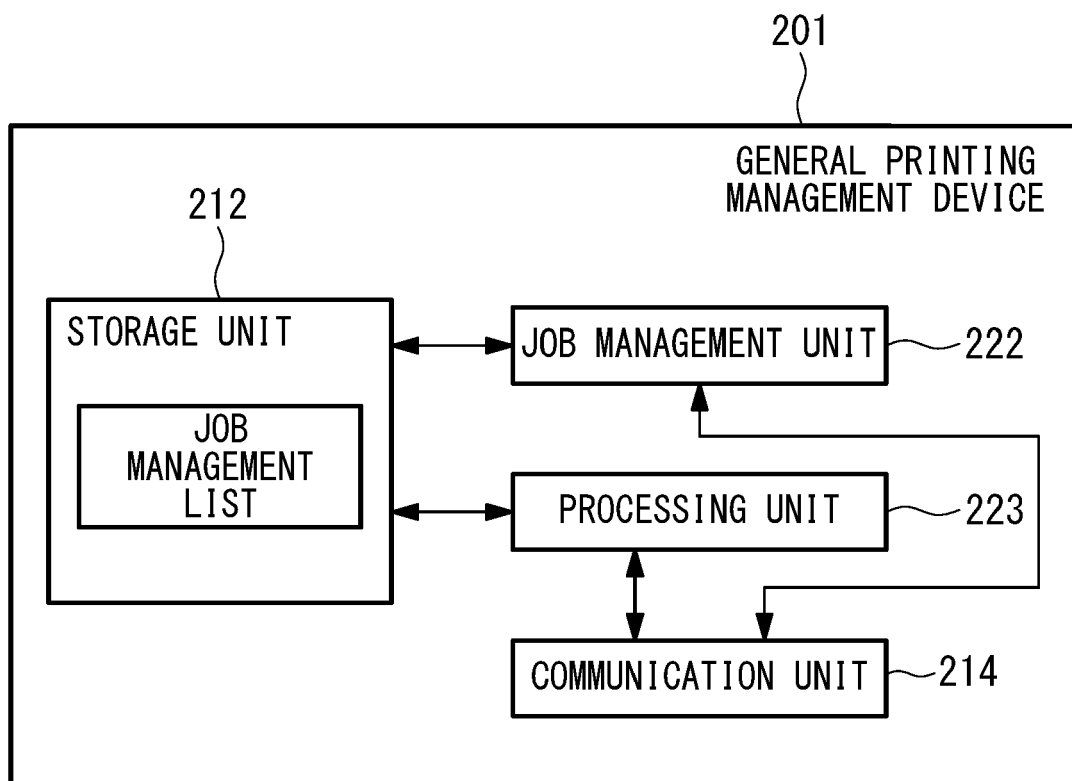 201
GENERAL PRINTING
MANAGEMENT DEVICE
212
STORAGE UNIT
JOB MANAGEMENT UNIT
222
JOB
MANAGEMENT
LIST
PROCESSING UNIT
223
COMMUNICATION UNIT
214